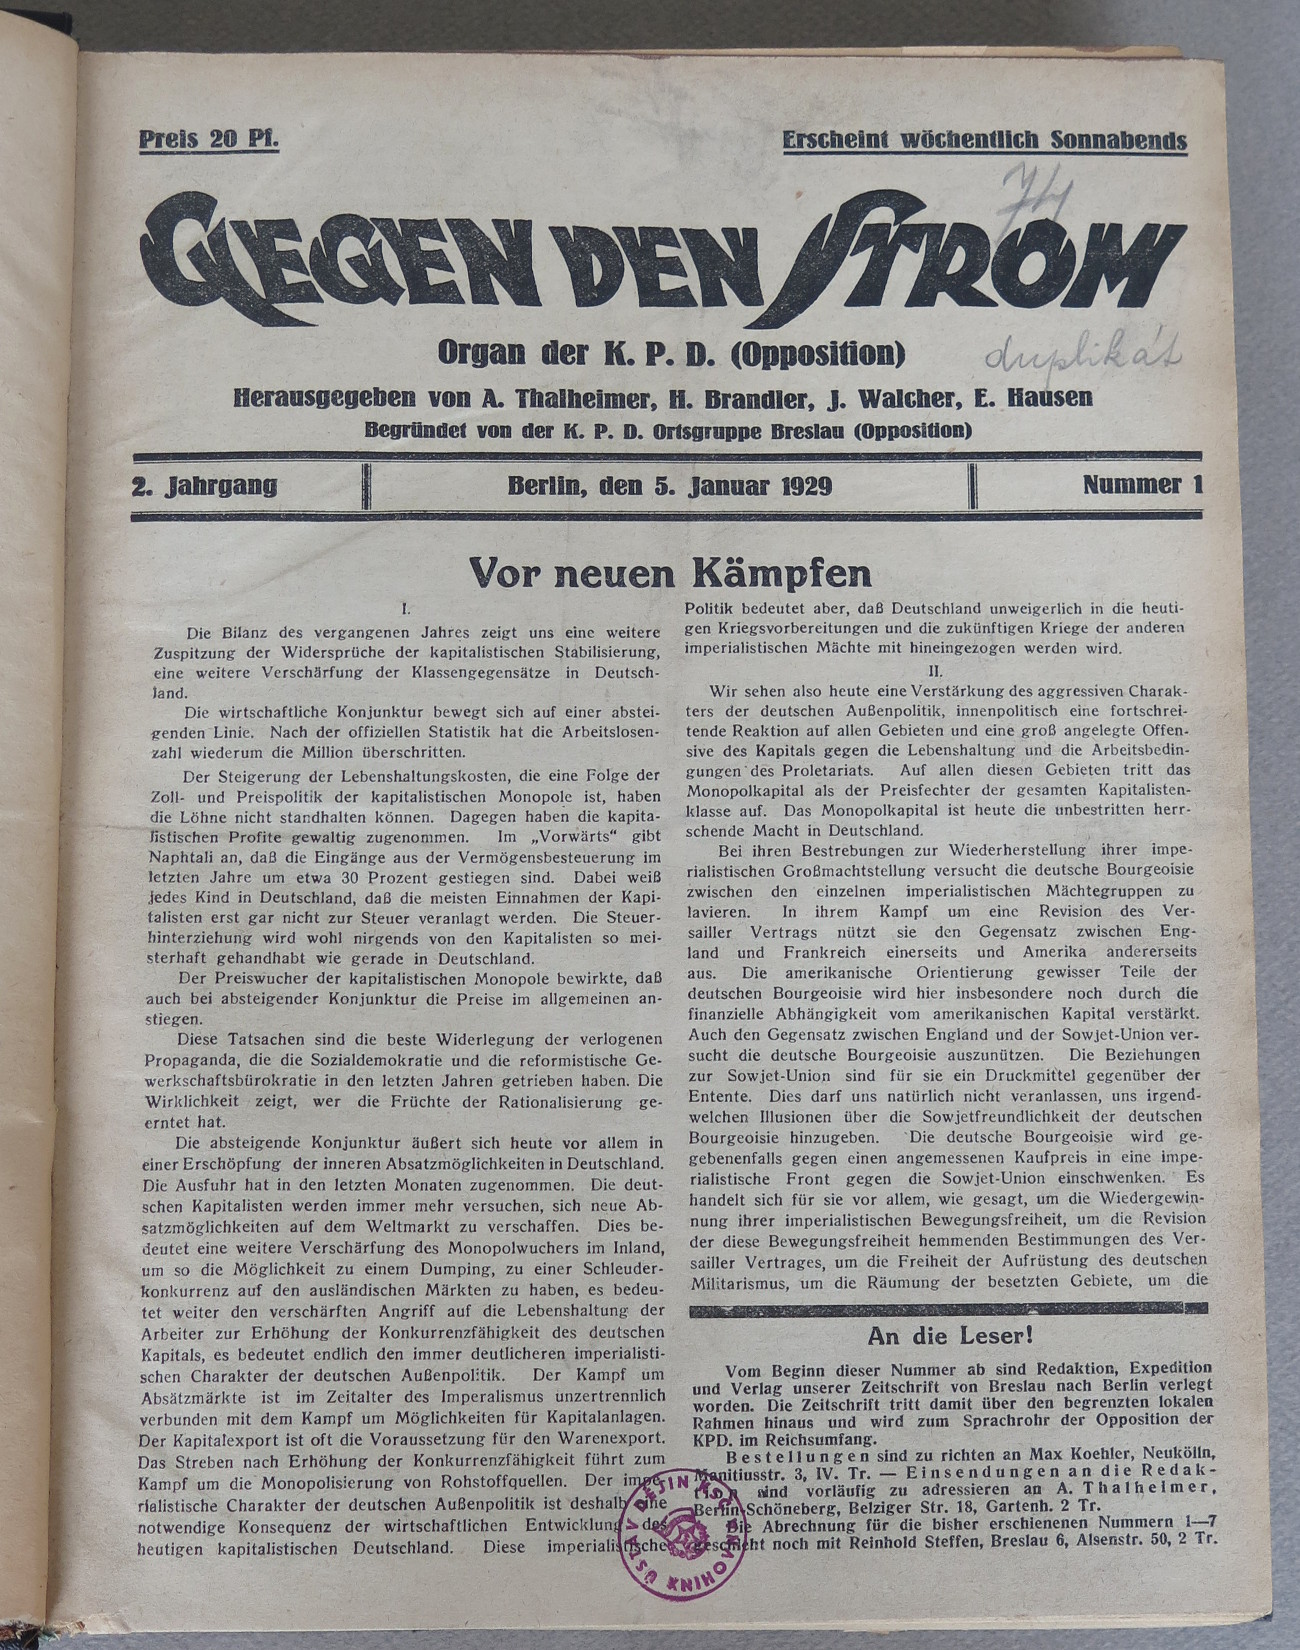 Preis 20 Pf.
Erscheint wöchentlich Sonnabends
74
GEGEN DEN STROM
Organ der K. P. D. (Opposition)
duplikát
Herausgegeben von A. Thalheimer, H. Brandler, J. Walcher, E. Hausen
Begründet von der K. P. D. Ortsgruppe Breslau (Opposition)
2. Jahrgang
Berlin, den 5. Januar 1929
Nummer 1
Vor neuen Kämpfen
I.
Die Bilanz des vergangenen Jahres zeigt uns eine weitere
Zuspitzung der Widersprüche der kapitalistischen Stabilisierung,
eine weitere Verschärfung der Klassengegensätze in Deutsch-
land.
Die wirtschaftliche Konjunktur bewegt sich auf einer abstei-
genden Linie. Nach der offiziellen Statistik hat die Arbeitslosen-
zahl wiederum die Million überschritten.
Der Steigerung der Lebenshaltungskosten, die eine Folge der
Zoll- und Preispolitik der kapitalistischen Monopole ist, haben
die Löhne nicht standhalten können. Dagegen haben die kapita-
listischen Profite gewaltig zugenommen. Im „Vorwärts“ gibt
Naphtali an, daß die Eingänge aus der Vermögensbesteuerung im
letzten Jahre um etwa 30 Prozent gestiegen sind. Dabei weiß
jedes Kind in Deutschland, daß die meisten Einnahmen der Kapi-
talisten erst gar nicht zur Steuer veranlagt werden. Die Steuer-
hinterziehung wird wohl nirgends von den Kapitalisten so mei-
sterhaft gehandhabt wie gerade in Deutschland.
Der Preiswucher der kapitalistischen Monopole bewirkte, daß
auch bei absteigender Konjunktur die Preise im allgemeinen an-
stiegen.
Diese Tatsachen sind die beste Widerlegung der verlogenen
Propaganda, die die Sozialdemokratie und die reformistische Ge-
werkschaftsbürokratie in den letzten Jahren getrieben haben. Die
Wirklichkeit zeigt, wer die Früchte der Rationalisierung ge-
erntet hat.
Die absteigende Konjunktur äußert sich heute vor allem in
einer Erschöpfung der inneren Absatzmöglichkeiten in Deutschland.
Die Ausfuhr hat in den letzten Monaten zugenommen. Die deut-
schen Kapitalisten werden immer mehr versuchen, sich neue Ab-
satzmöglichkeiten auf dem Weltmarkt zu verschaffen. Dies be-
deutet eine weitere Verschärfung des Monopolwuchers im Inland,
um so die Möglichkeit zu einem Dumping, zu einer Schleuder-
konkurrenz auf den ausländischen Märkten zu haben, es bedeu-
tet weiter den verschärften Angriff auf die Lebenshaltung der
Arbeiter zur Erhöhung der Konkurrenzfähigkeit des deutschen
Kapitals, es bedeutet endlich den immer deutlicheren imperialisti-
schen Charakter der deutschen Außenpolitik. Der Kampf um
Absätzmärkte ist im Zeitalter des Imperalismus unzertrennlich
verbunden mit dem Kampf um Möglichkeiten für Kapitalanlagen.
Der Kapitalexport ist oft die Voraussetzung für den Warenexport.
Das Streben nach Erhöhung der Konkurrenzfähigkeit führt zum
Kampf um die Monopolisierung von Rohstoffquellen. Der impe-
rialistische Charakter der deutschen Außenpolitik ist deshalb eine
notwendige Konsequenz der wirtschaftlichen Entwicklung des
heutigen kapitalistischen Deutschland. Diese imperialistische
Politik bedeutet aber, daß Deutschland unweigerlich in die heuti-
gen Kriegsvorbereitungen und die zukünftigen Kriege der anderen
imperialistischen Mächte mit hineingezogen werden wird.
II.
Wir sehen also heute eine Verstärkung des aggressiven Charak-
ters der deutschen Außenpolitik, innenpolitisch eine fortschrei-
tende Reaktion auf allen Gebieten und eine groß angelegte Offen-
sive des Kapitals gegen die Lebenshaltung und die Arbeitsbedin-
gungen des Proletariats. Auf allen diesen Gebieten tritt das
Monopolkapital als der Preisfechter der gesamten Kapitalisten-
klasse auf. Das Monopolkapital ist heute die unbestritten herr-
schende Macht in Deutschland.
Bei ihren Bestrebungen zur Wiederherstellung ihrer impe-
rialistischen Großmachtstellung versucht die deutsche Bourgeoisie
zwischen den einzelnen imperialistischen Mächtegruppen zu
lavieren. In ihrem Kampf um eine Revision des Ver-
sailler Vertrags nützt sie den Gegensatz zwischen Eng-
land und Frankreich einerseits und Amerika andererseits
aus. Die amerikanische Orientierung gewisser Teile der
deutschen Bourgeoisie wird hier insbesondere noch durch die
finanzielle Abhängigkeit vom amerikanischen Kapital verstärkt.
Auch den Gegensatz zwischen England und der Sowjet-Union ver-
sucht die deutsche Bourgeoisie auszunützen. Die Beziehungen
zur Sowjet-Union sind für sie ein Druckmittel gegenüber der
Entente. Dies darf uns natürlich nicht veranlassen, uns irgend-
welchen Illusionen über die Sowjetfreundlichkeit der deutschen
Bourgeoisie hinzugeben. Die deutsche Bourgeoisie wird ge-
gebenenfalls gegen einen angemessenen Kaufpreis in eine impe-
rialistische Front gegen die Sowjet-Union einschwenken. Es
handelt sich für sie vor allem, wie gesagt, um die Wiedergewin-
nung ihrer imperialistischen Bewegungsfreiheit, um die Revision
der diese Bewegungsfreiheit hemmenden Bestimmungen des Ver-
sailler Vertrages, um die Freiheit der Aufrüstung des deutschen
Militarismus, um die Räumung der besetzten Gebiete, um die
An die Leser!
Vom Beginn dieser Nummer ab sind Redaktion, Expedition
und Verlag unserer Zeitschrift von Breslau nach Berlin verlegt
worden. Die Zeitschrift tritt damit über den begrenzten lokalen
Rahmen hinaus und wird zum Sprachrohr der Opposition der
KPD. im Reichsumfang.
Bestellungen sind zu richten an Max Koehler, Neukölln,
Manitiusstr. 3, IV. Tr. — Einsendungen an die Redak-
tion sind vorläufig zu adressieren an A. Thalheimer,
Berlin-Schöneberg, Belziger Str. 18, Gartenh. 2 Tr.
Die Abrechnung für die bisher erschienenen Nummern 1—7
geschieht noch mit Reinhold Steffen, Breslau 6, Alsenstr. 50, 2 Tr.
ÚSTAV DĚJIN KSČ KNIHOVNA